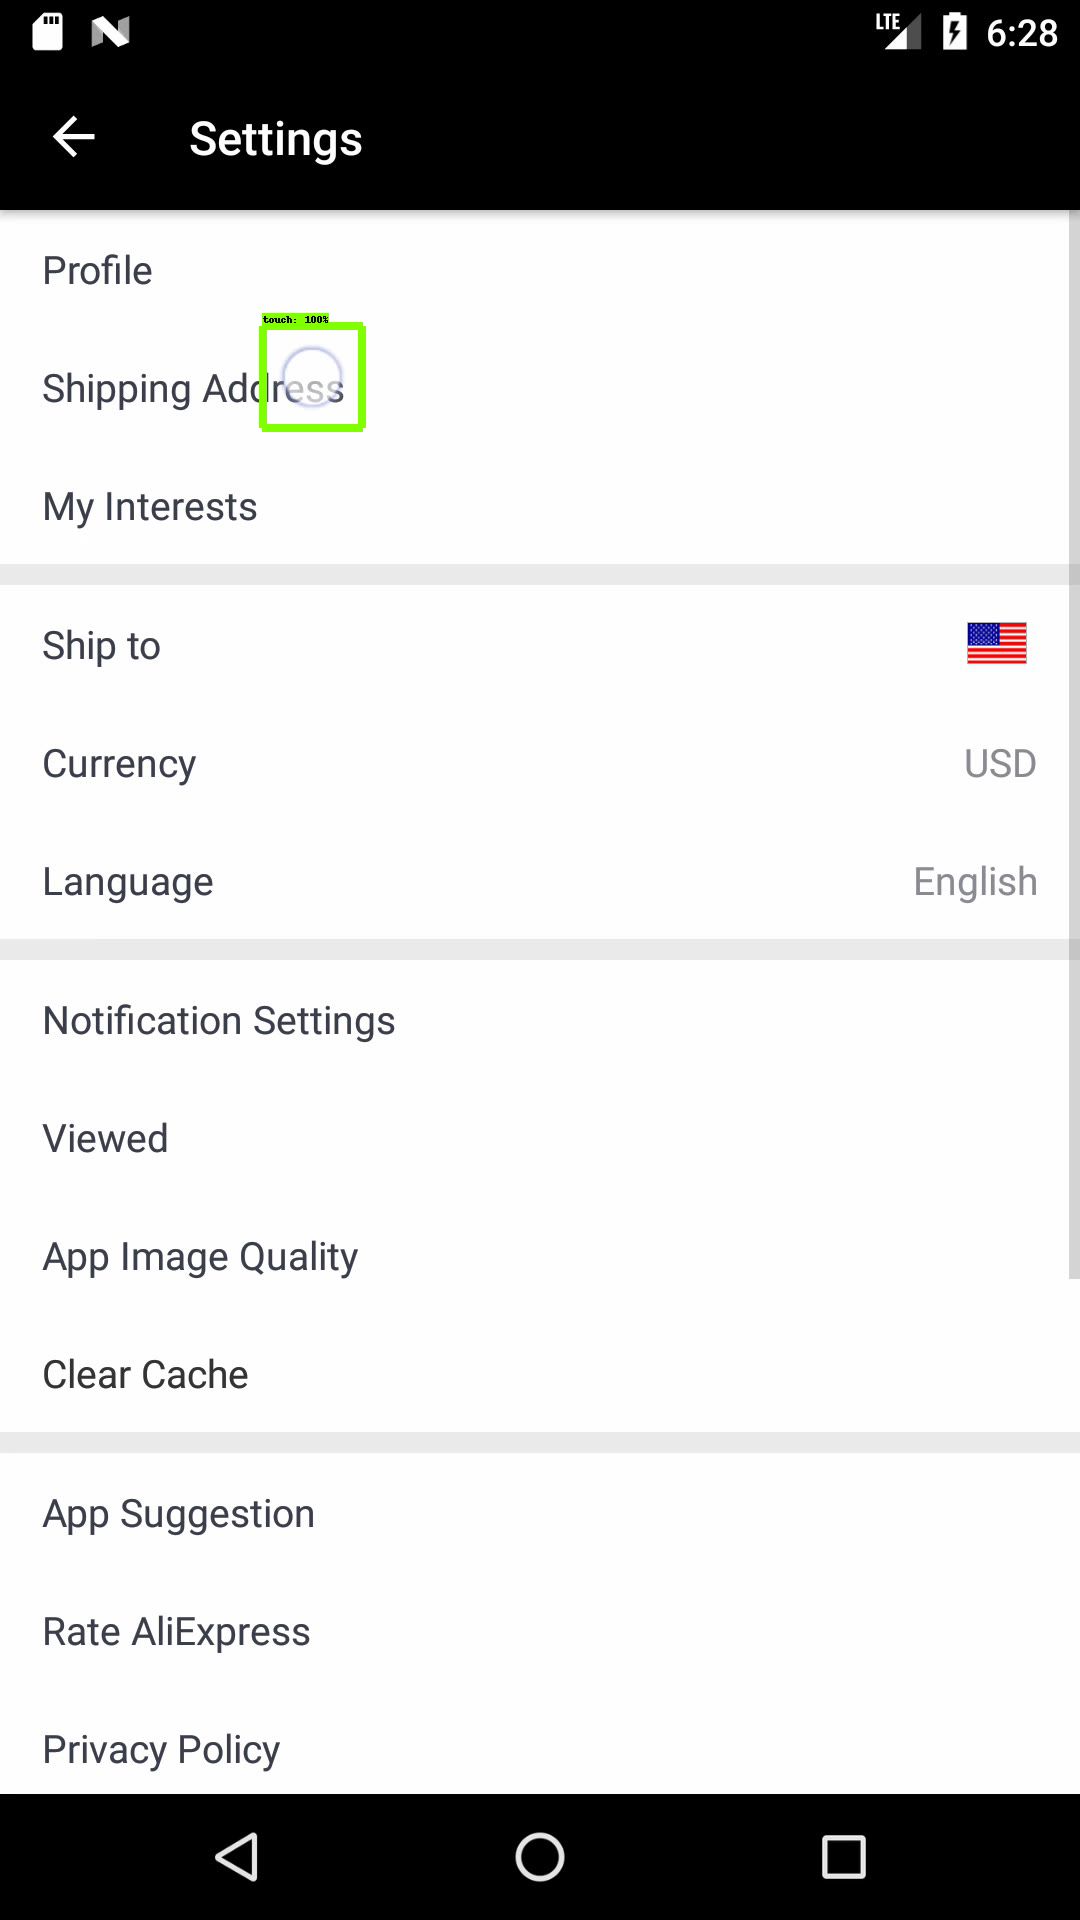 LTE 6:28
Settings
Profile
touch: 100%
Shipping Address
My Interests
Ship to
Currency USD
Language English
Notification Settings
Viewed
App Image Quality
Clear Cache
App Suggestion
Rate AliExpress
Privacy Policy